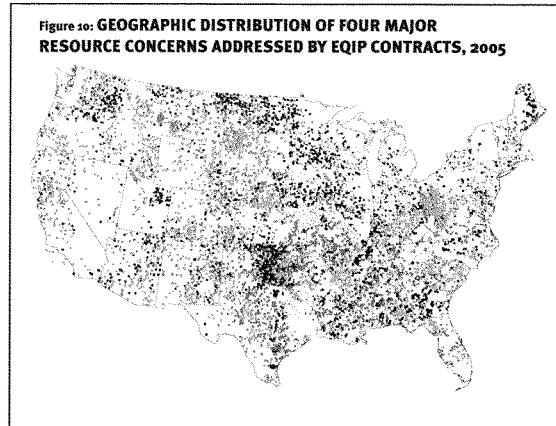 Figure 10: GEOGRAPHIC DISTRIBUTION OF FOUR MAJOR
RESOURCE CONCERNS ADDRESSED BY EQIP CONTRACTS, 2005